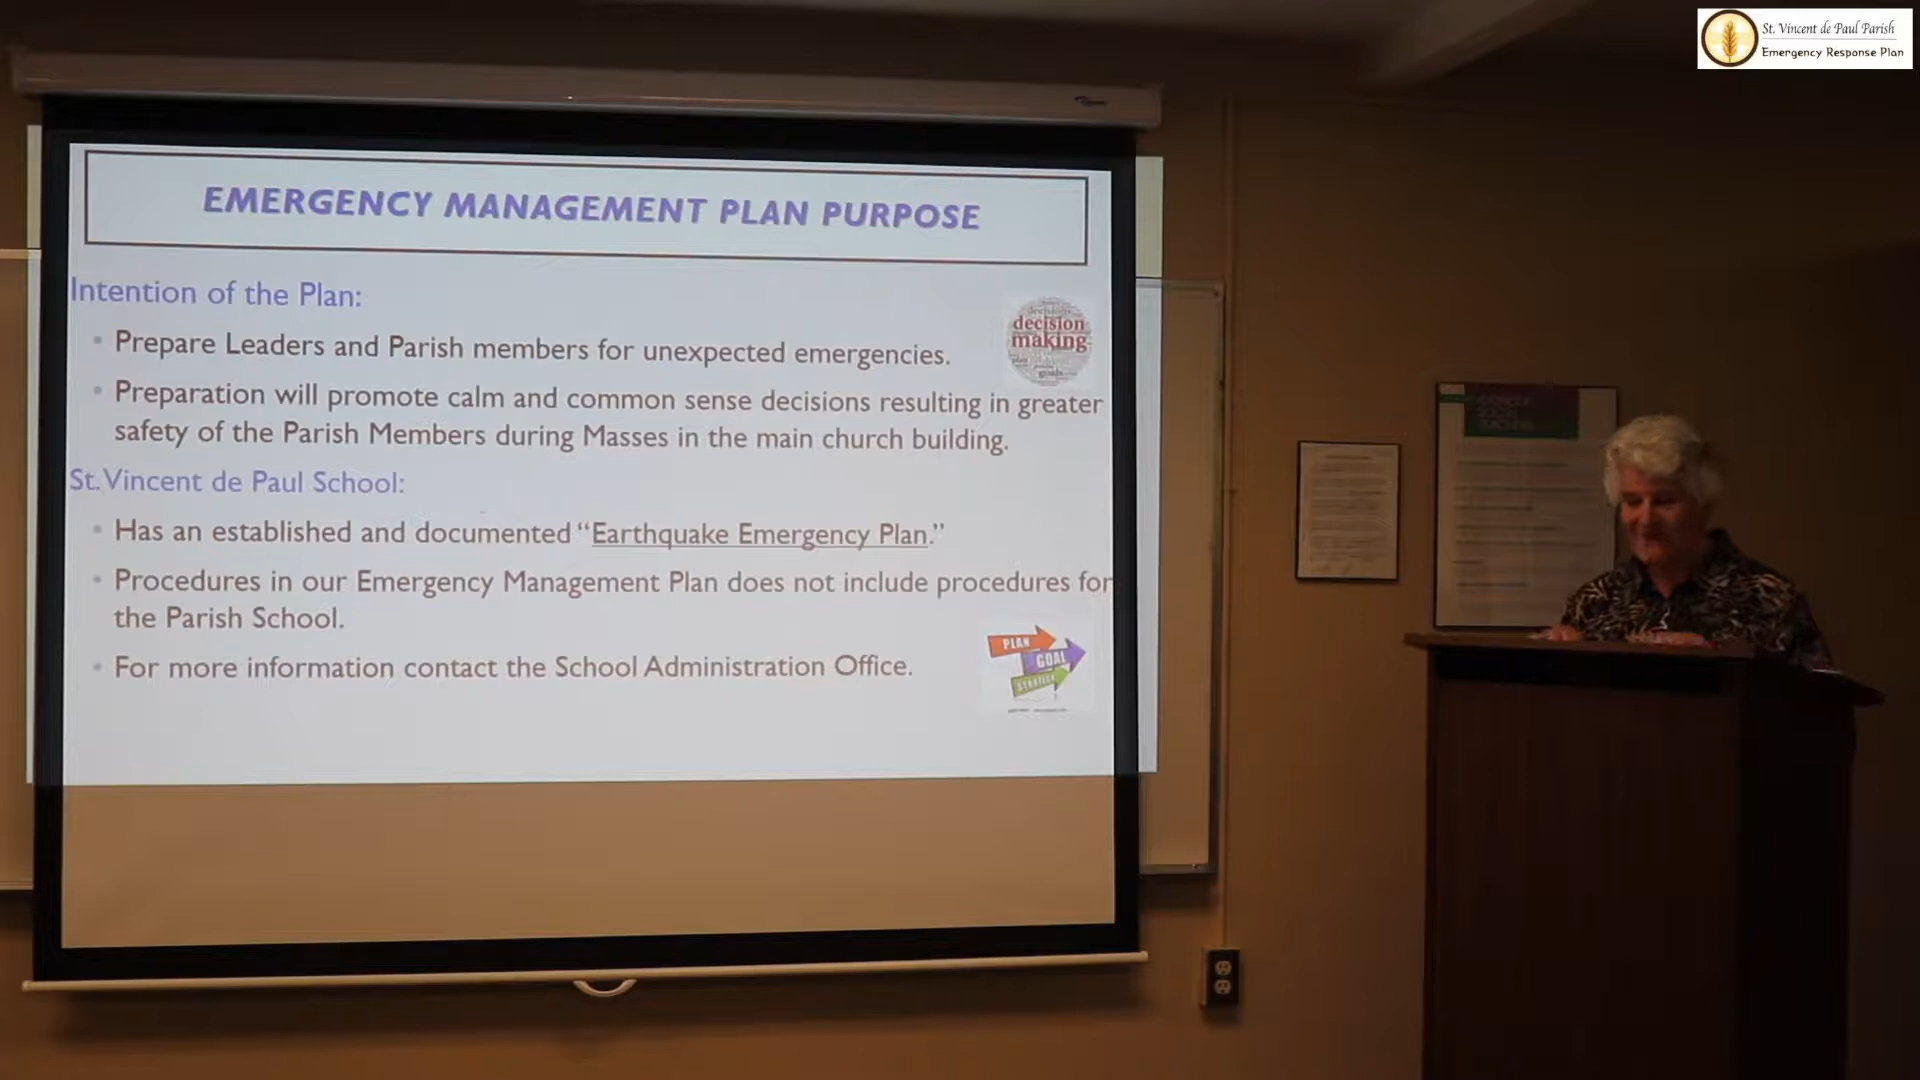 St. Vincent de Paul Parish
Emergency Response Plan
EMERGENCY MANAGEMENT PLAN PURPOSE
Intention of the Plan:
Prepare Leaders and Parish members for unexpected emergencies.
Preparation will promote calm and common sense decisions resulting in greater
safety of the Parish Members during Masses in the main church building.
St. Vincent de Paul School:
Has an established and documented “Earthquake Emergency Plan.”
Procedures in our Emergency Management Plan does not include procedures for
the Parish School.
For more information contact the School Administration Office.
decision
making
goals
PLAN
GOAL
STRATEGY